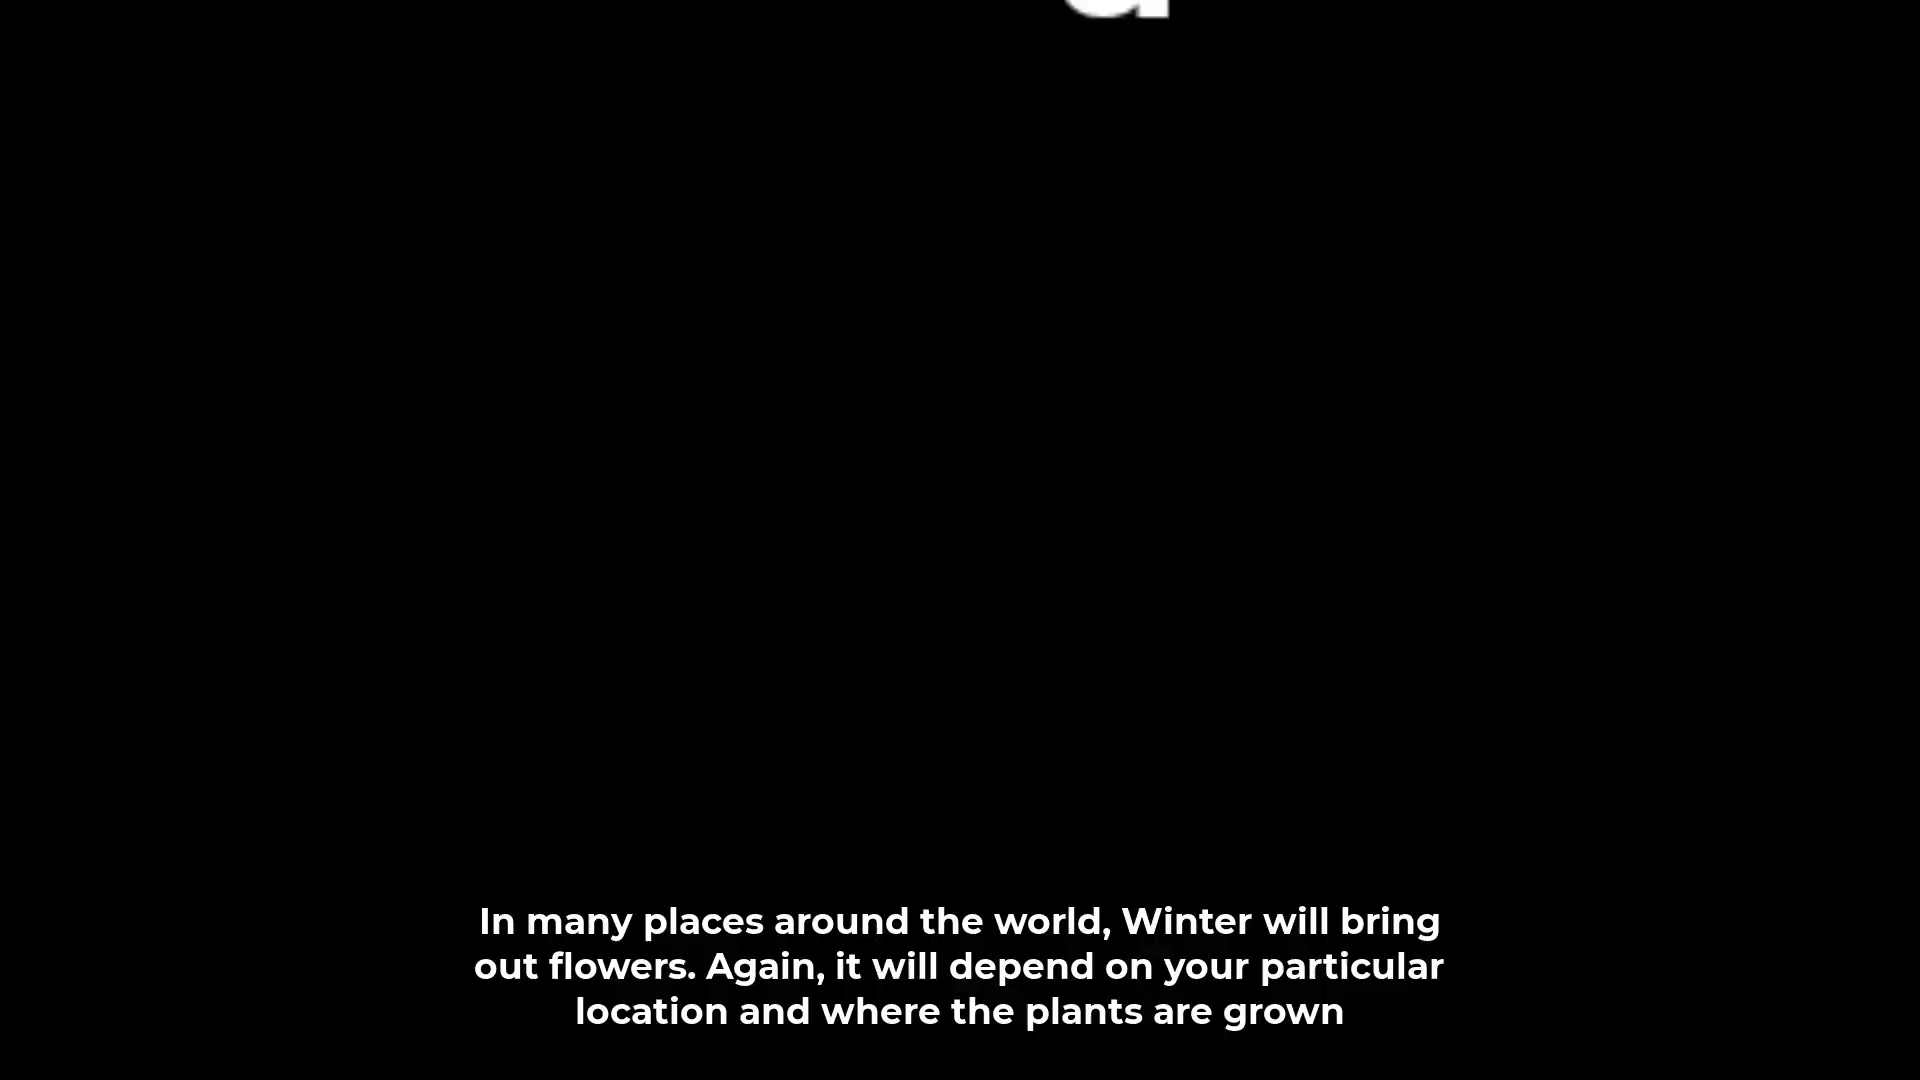 In many places around the world, Winter will bring
out flowers. Again, it will depend on your particular
location and where the plants are grown